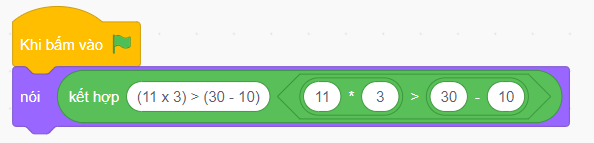 Khi bấm vào
nói kết hợp (11 x 3) > (30 - 10) 11 * 3 > 30 - 10